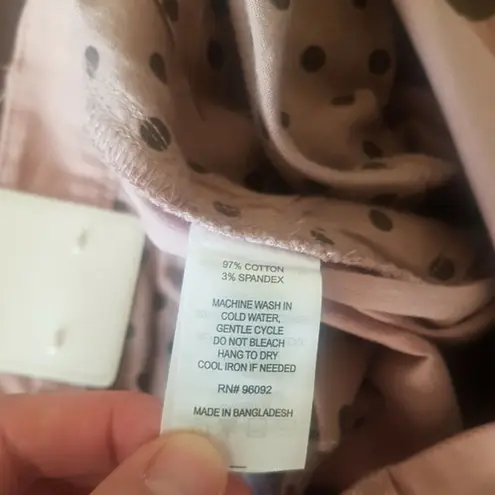 97% COTTON
3% SPANDEX
MACHINE WASH IN
COLD WATER,
GENTLE CYCLE
DO NOT BLEACH
HANG TO DRY
COOL IRON IF NEEDED
RN# 96092
MADE IN BANGLADESH